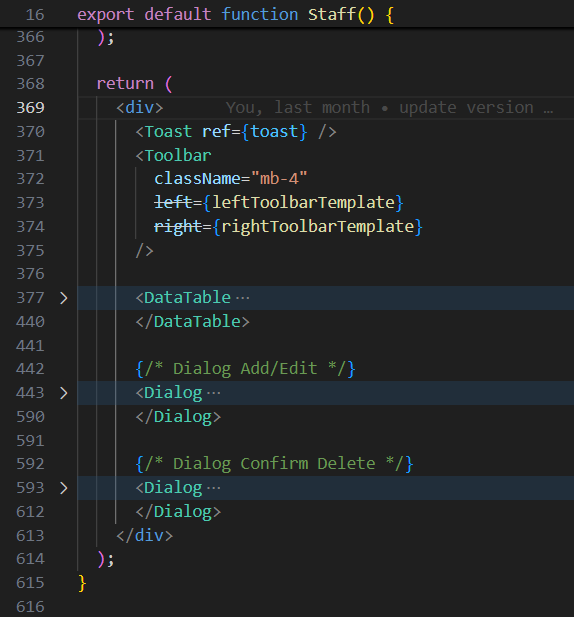 16 export default function Staff() {
366 );
367
368 return (
369 <div> You, last month • update version …
370 <Toast ref={toast} />
371 <Toolbar
372 className="mb-4"
373 left={leftToolbarTemplate}
374 right={rightToolbarTemplate}
375 />
376
377 <DataTable ···
440 </DataTable>
441
442 {/* Dialog Add/Edit */}
443 <Dialog ···
590 </Dialog>
591
592 {/* Dialog Confirm Delete */}
593 <Dialog ···
612 </Dialog>
613 </div>
614 );
615 }
616